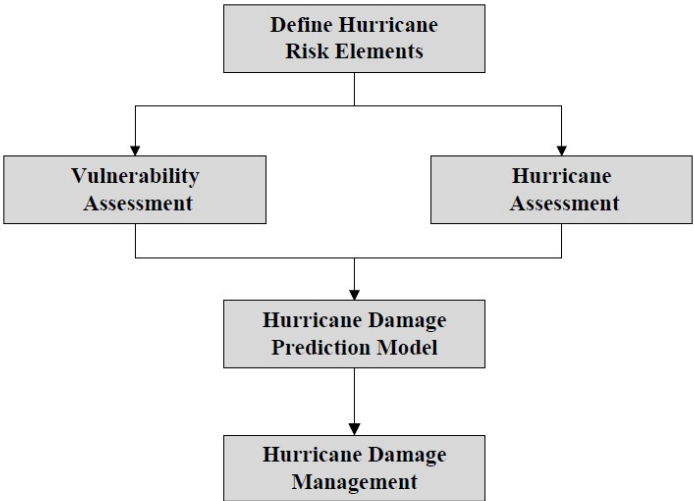 Define Hurricane
Risk Elements
Vulnerability
Assessment
Hurricane
Assessment
Hurricane Damage
Prediction Model
Hurricane Damage
Management